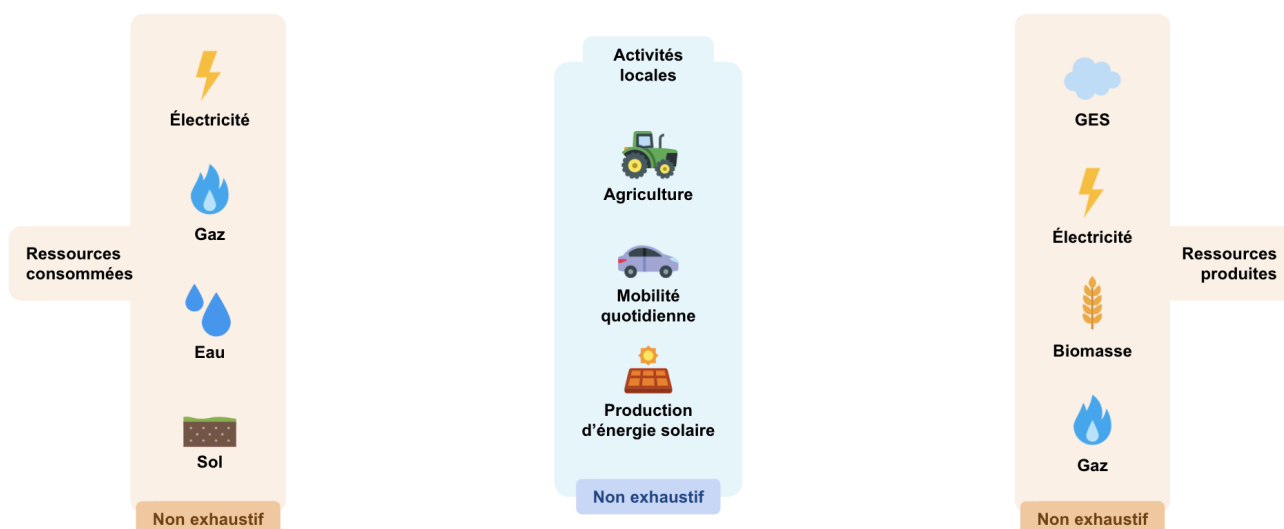 Ressources
consommées
Électricité
Gaz
Eau
Sol
Non exhaustif
Activités
locales
Agriculture
Mobilité
quotidienne
Production
d’énergie solaire
Non exhaustif
GES
Électricité
Biomasse
Gaz
Non exhaustif
Ressources
produites